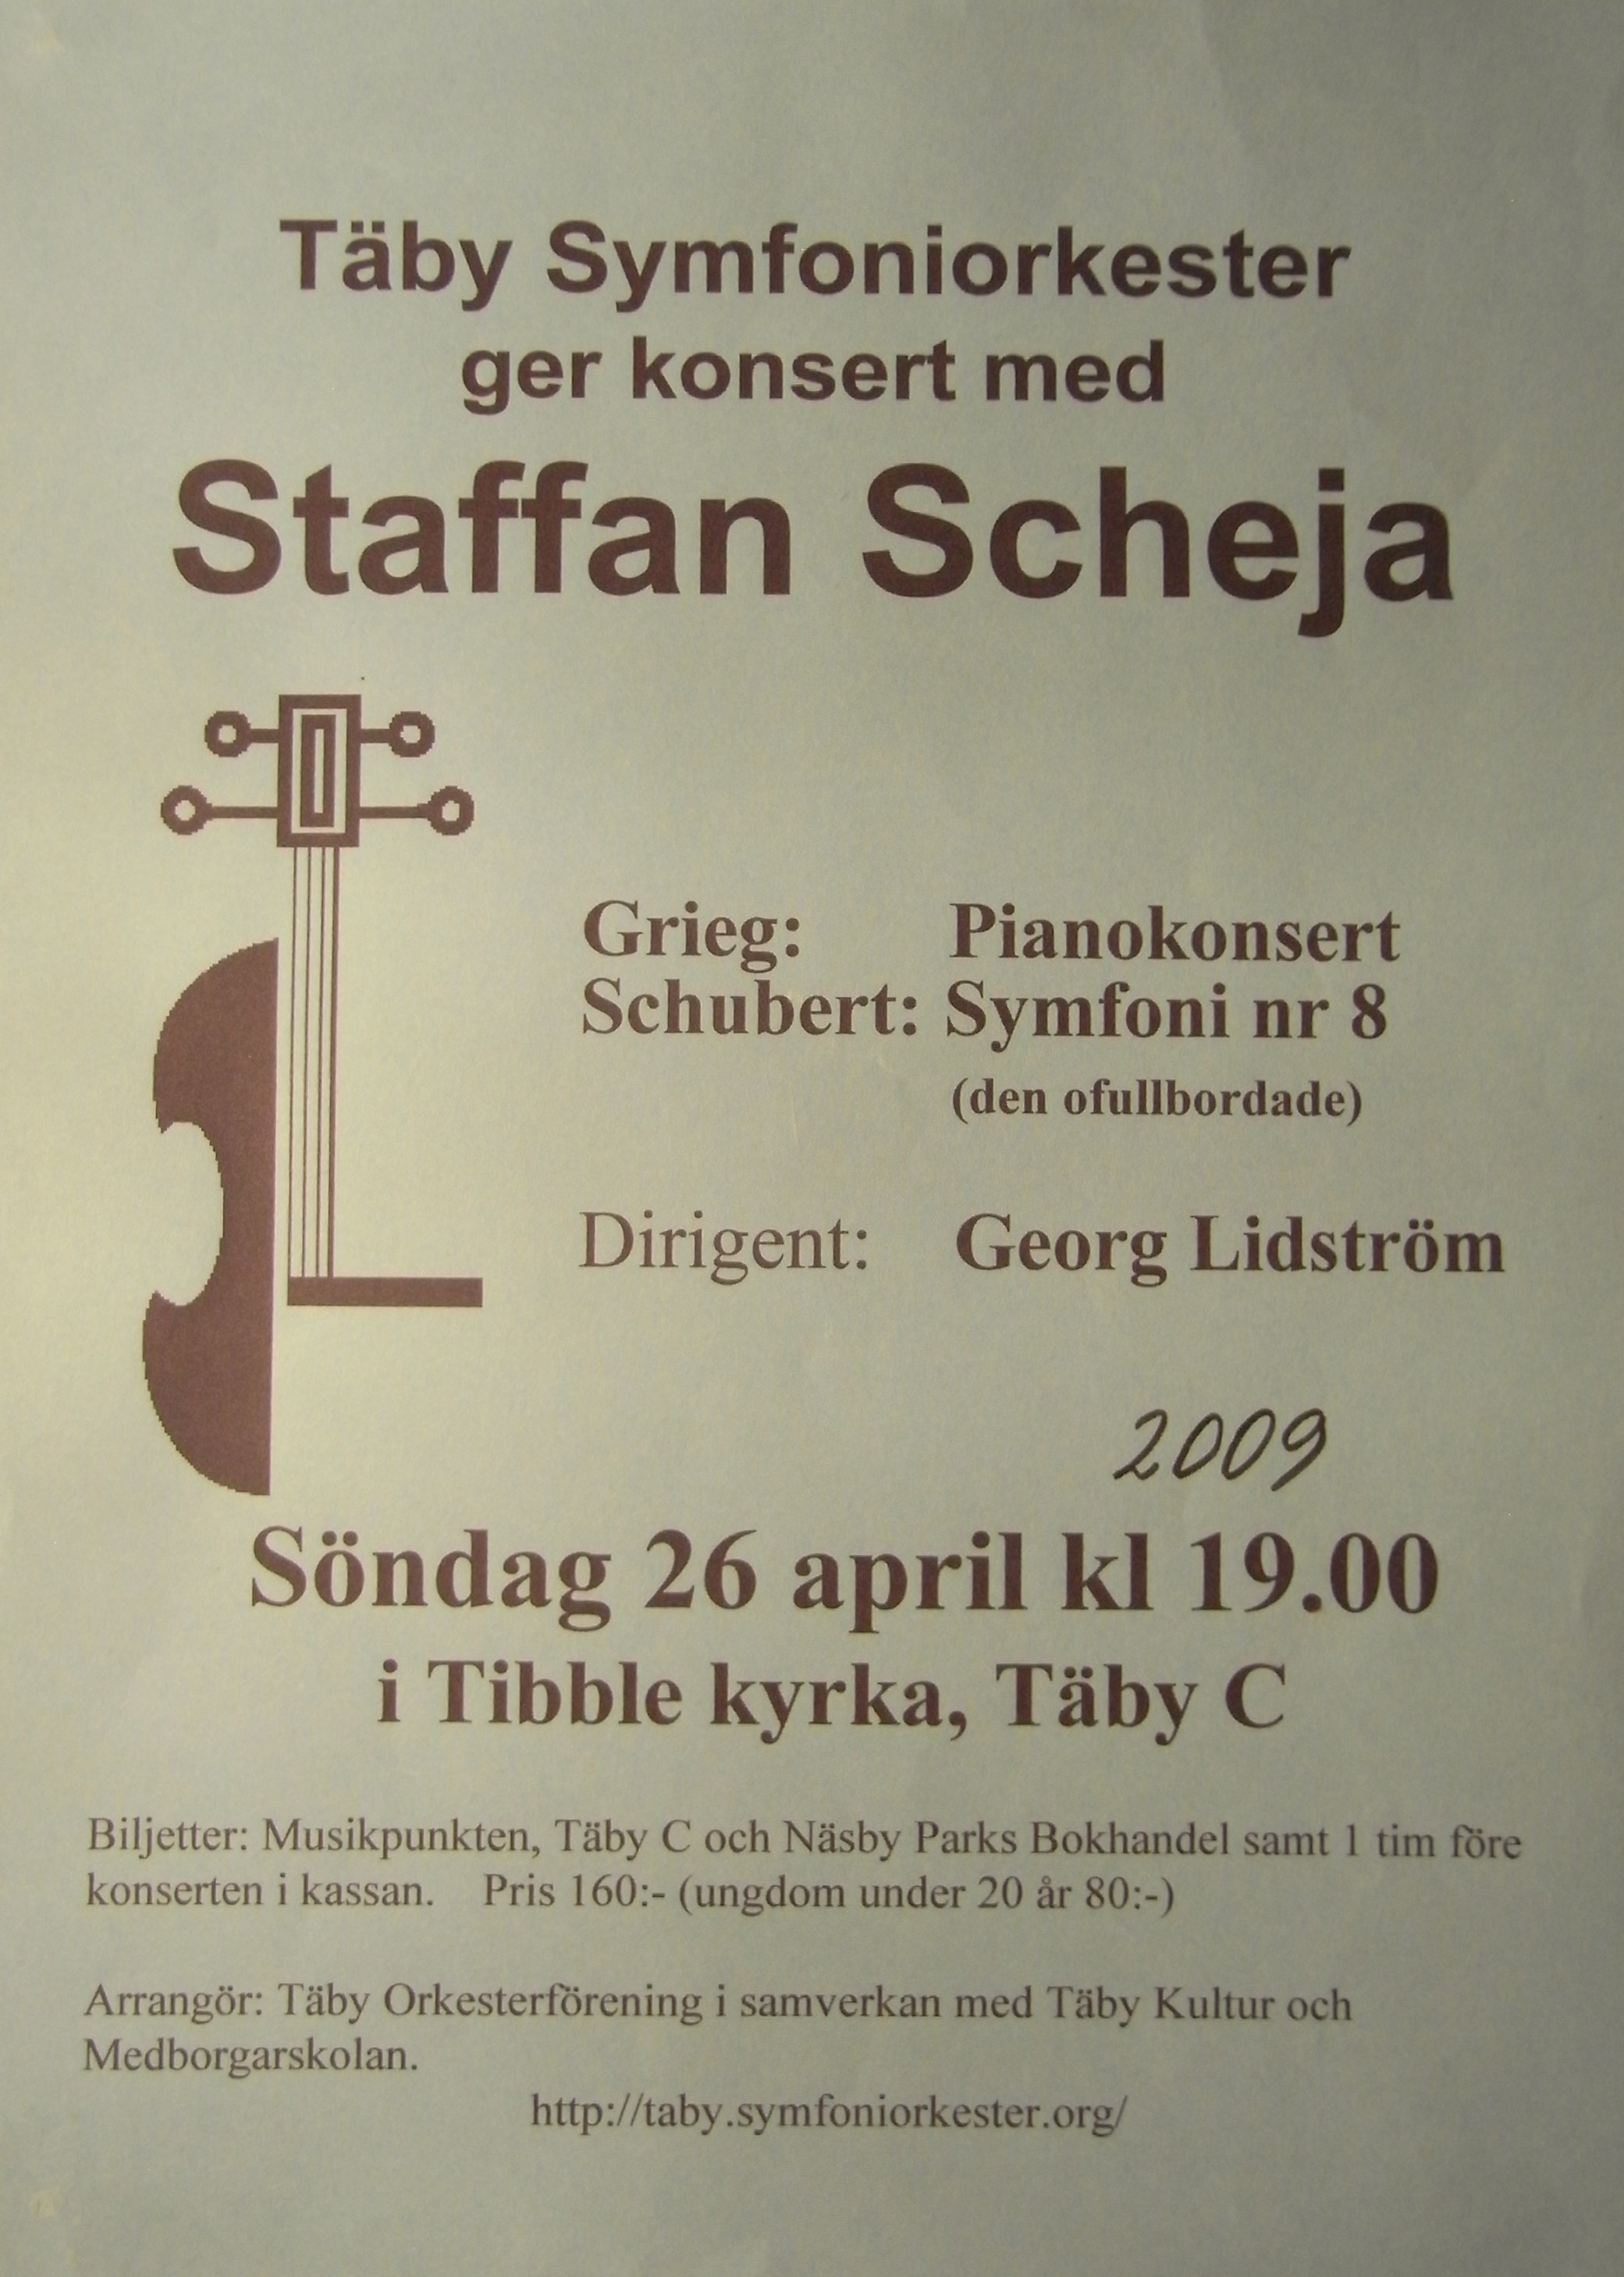 Täby Symfoniorkester
ger konsert med
Staffan Scheja
Grieg: Pianokonsert
Schubert: Symfoni nr 8
(den ofullbordade)
Dirigent: Georg Lidström
2009
Söndag 26 april kl 19.00
i Tibble kyrka, Täby C
Biljetter: Musikpunkten, Täby C och Näsby Parks Bokhandel samt 1 tim före
konserten i kassan. Pris 160:- (ungdom under 20 år 80:-)
Arrangör: Täby Orkesterförening i samverkan med Täby Kultur och
Medborgarskolan.
http://taby.symfoniorkester.org/